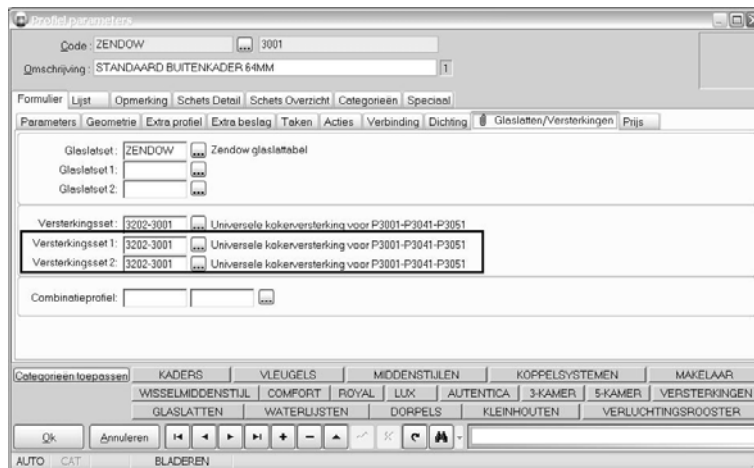 Profiel parameters
Code : ZENDOW ... 3001
Omschrijving : STANDAARD BUITENKADER 64MM 1
Formulier Lijst Opmerking Schets Detail Schets Overzicht Categorieën Speciaal
Parameters Geometrie Extra profiel Extra beslag Taken Acties Verbinding Dichting Glaslatten/Versterkingen Prijs
Glaslatset : ZENDOW ... Zendow glaslattabel
Glaslatset 1: ...
Glaslatset 2: ...
Versterkingsset : 3202-3001 ... Universele kokerversterking voor P3001-P3041-P3051
Versterkingsset 1: 3202-3001 ... Universele kokerversterking voor P3001-P3041-P3051
Versterkingsset 2: 3202-3001 ... Universele kokerversterking voor P3001-P3041-P3051
Combinatieprofiel: ...
Categorieën toepassen KADERS VLEUGELS MIDDENSTIJLEN KOPPELSYSTEMEN MAKELAAR
WISSELMIDDENSTIJL COMFORT ROYAL LUX AUTENTICA 3-KAMER 5-KAMER VERSTERKINGEN
GLASLATTEN WATERLIJSTEN DORPELS KLEINHOUTEN VERLUCHTINGSROOSTER
Ok Annuleren
AUTO CAT BLADEREN